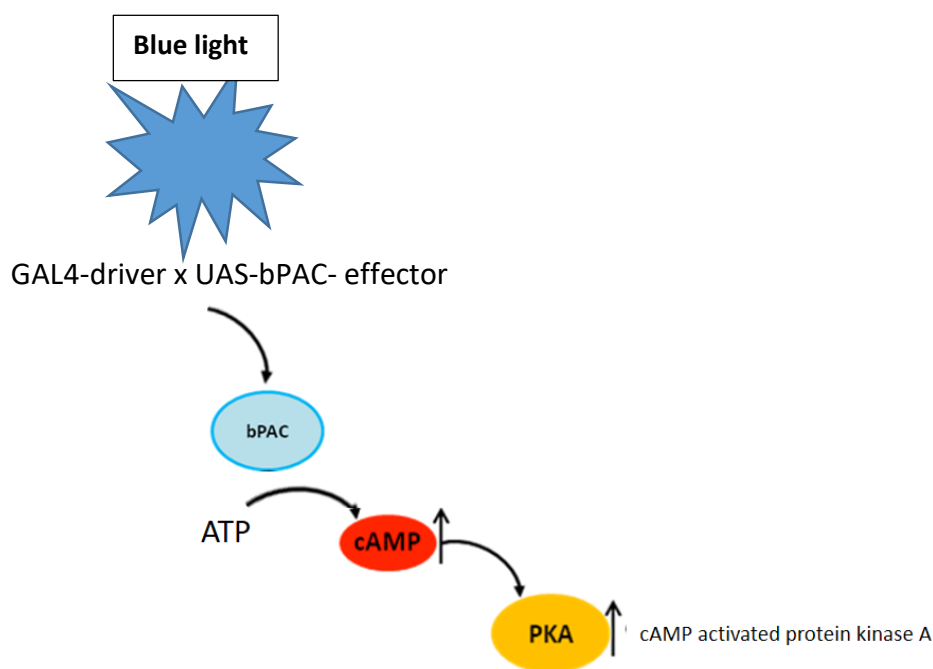 Blue light
GAL4-driver x UAS-bPAC- effector
bPAC
ATP
cAMP
PKA
cAMP activated protein kinase A